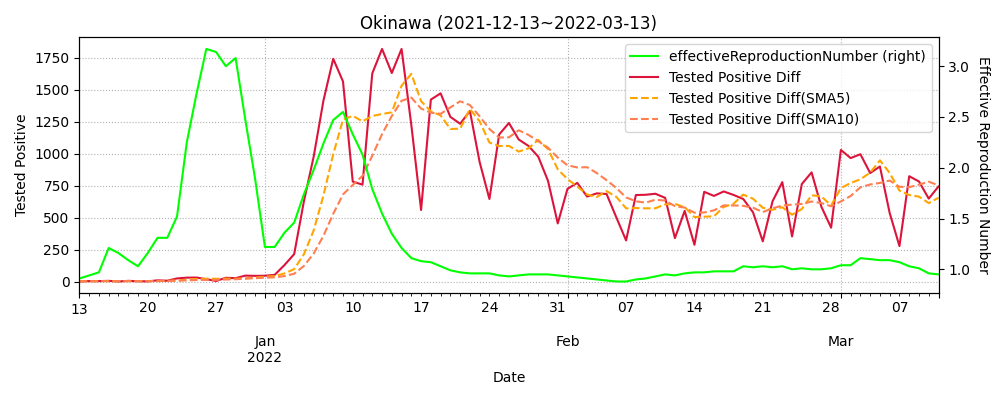 Okinawa (2021-12-13~2022-03-13)
effectiveReproductionNumber (right)
Tested Positive Diff
Tested Positive Diff(SMA5)
Tested Positive Diff(SMA10)
Tested Positive
1750
1500
1250
1000
750
500
250
0
3.0
2.5
2.0
1.5
1.0
Effective Reproduction Number
13 20 27 03 10 17 24 31 07 14 21 28 07
Jan Feb Mar
2022
Date